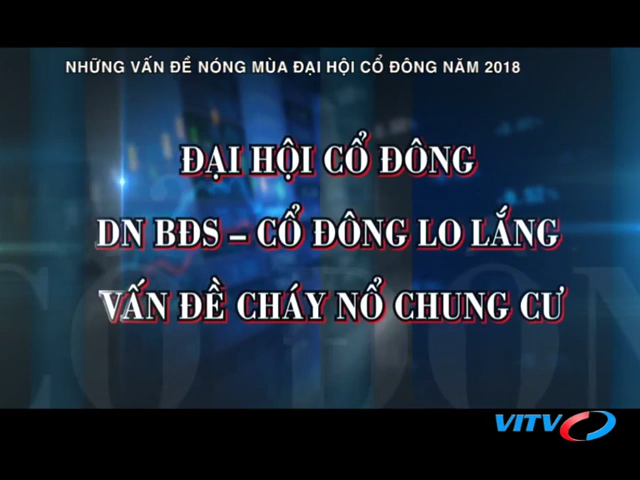 NHỮNG VẤN ĐỀ NÓNG MÙA ĐẠI HỘI CỔ ĐÔNG NĂM 2018
ĐẠI HỘI CỔ ĐÔNG
DN BĐS – CỔ ĐÔNG LO LẮNG
VẤN ĐỀ CHÁY NỔ CHUNG CƯ
VITV